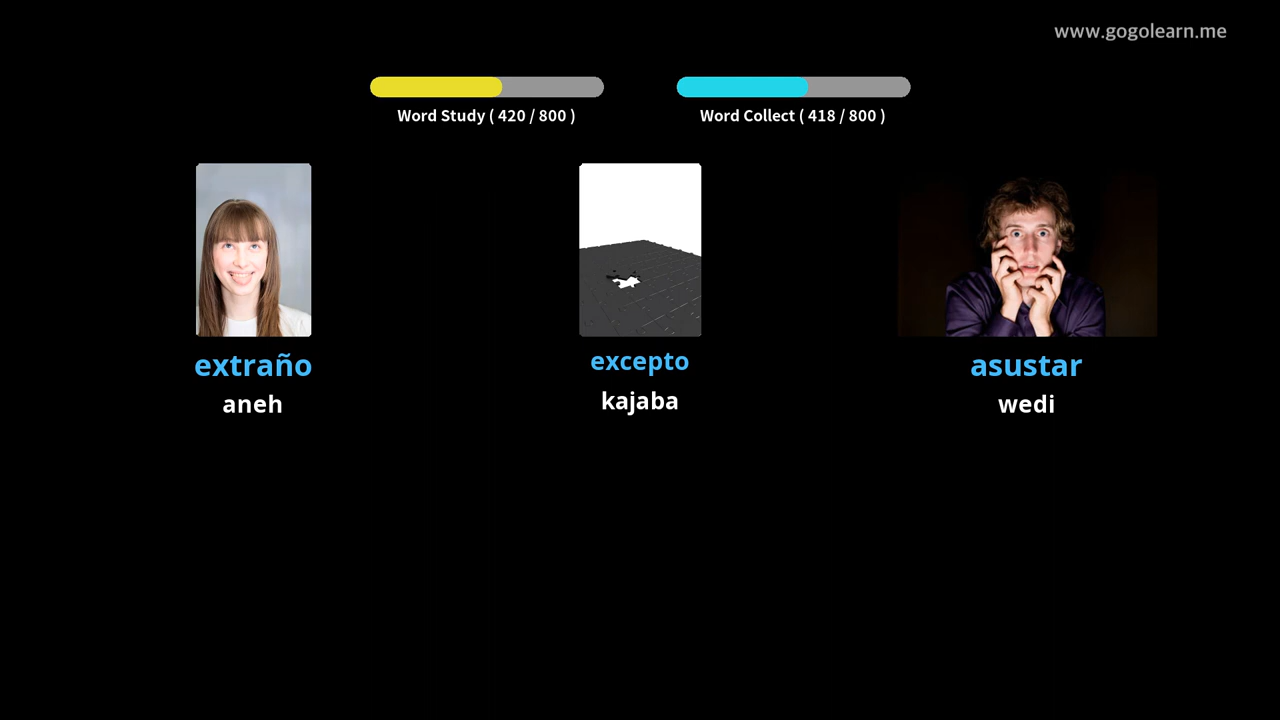 www.gogolearn.me
Word Study ( 420 / 800 )
Word Collect ( 418 / 800 )
extraño
aneh
excepto
kajaba
asustar
wedi